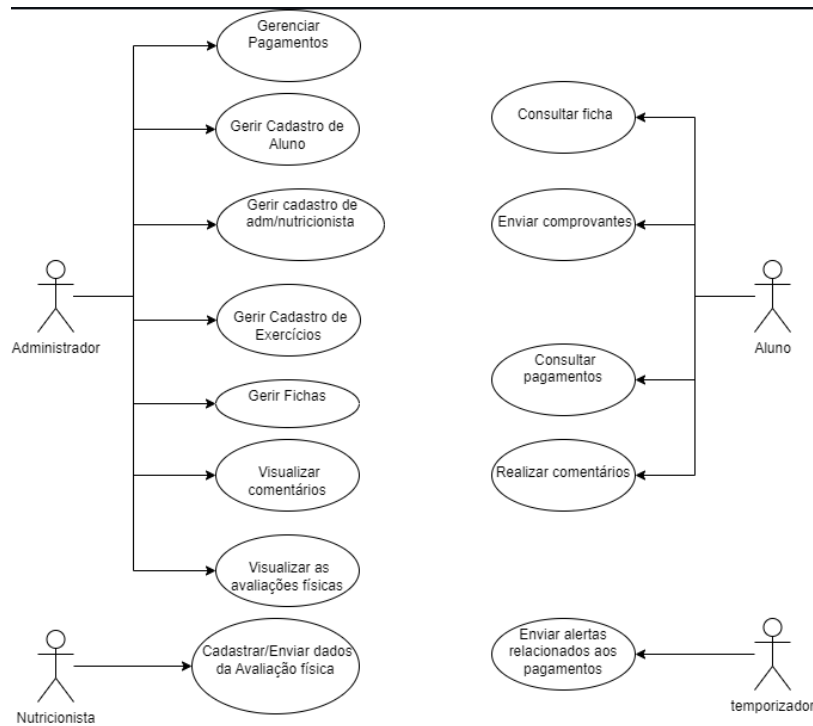 Gerenciar
Pagamentos
Gerir Cadastro de
Aluno
Gerir cadastro de
adm/nutricionista
Administrador
Gerir Cadastro de
Exercícios
Gerir Fichas
Visualizar
comentários
Visualizar as
avaliações físicas
Nutricionista
Cadastrar/Enviar dados
da Avaliação física
Consultar ficha
Enviar comprovantes
Aluno
Consultar
pagamentos
Realizar comentários
Enviar alertas
relacionados aos
pagamentos
temporizador